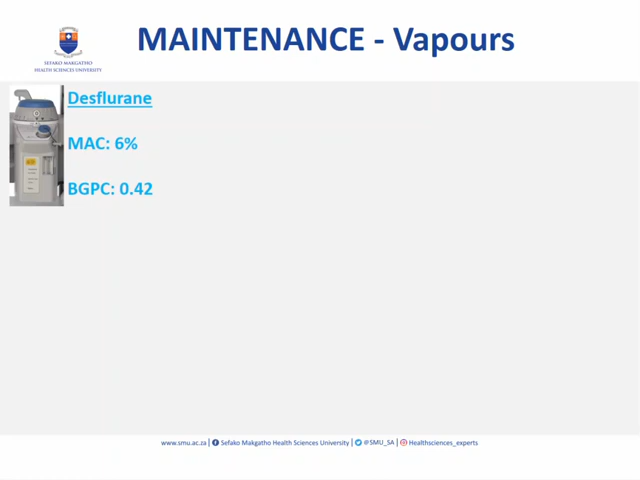 MAINTENANCE - Vapours
SEFAKO MAKGATHO
HEALTH SCIENCES UNIVERSITY
Desflurane
MAC: 6%
BGPC: 0.42
www.smu.ac.za | Sefako Makgatho Health Sciences University | @SMU_SA | Healthsciences_experts